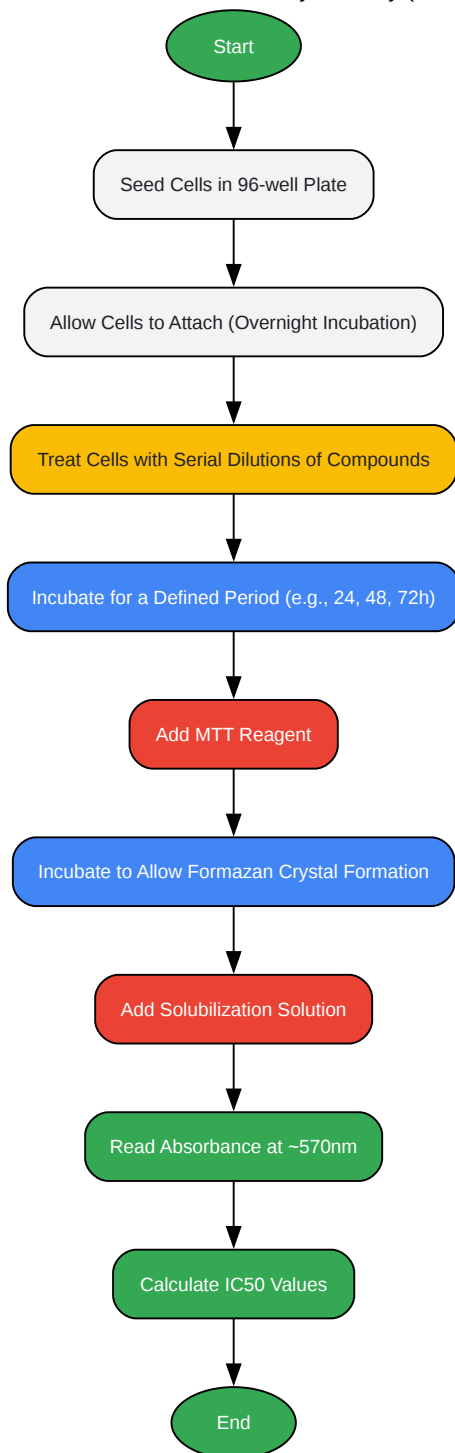 Start
Seed Cells in 96-well Plate
Allow Cells to Attach (Overnight Incubation)
Treat Cells with Serial Dilutions of Compounds
Incubate for a Defined Period (e.g., 24, 48, 72h)
Add MTT Reagent
Incubate to Allow Formazan Crystal Formation
Add Solubilization Solution
Read Absorbance at ~570nm
Calculate IC50 Values
End